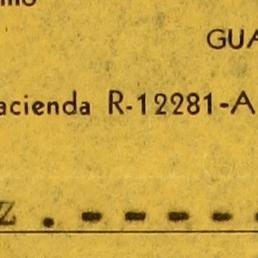 GUA
acienda R-12281-A
Z . - - - - -